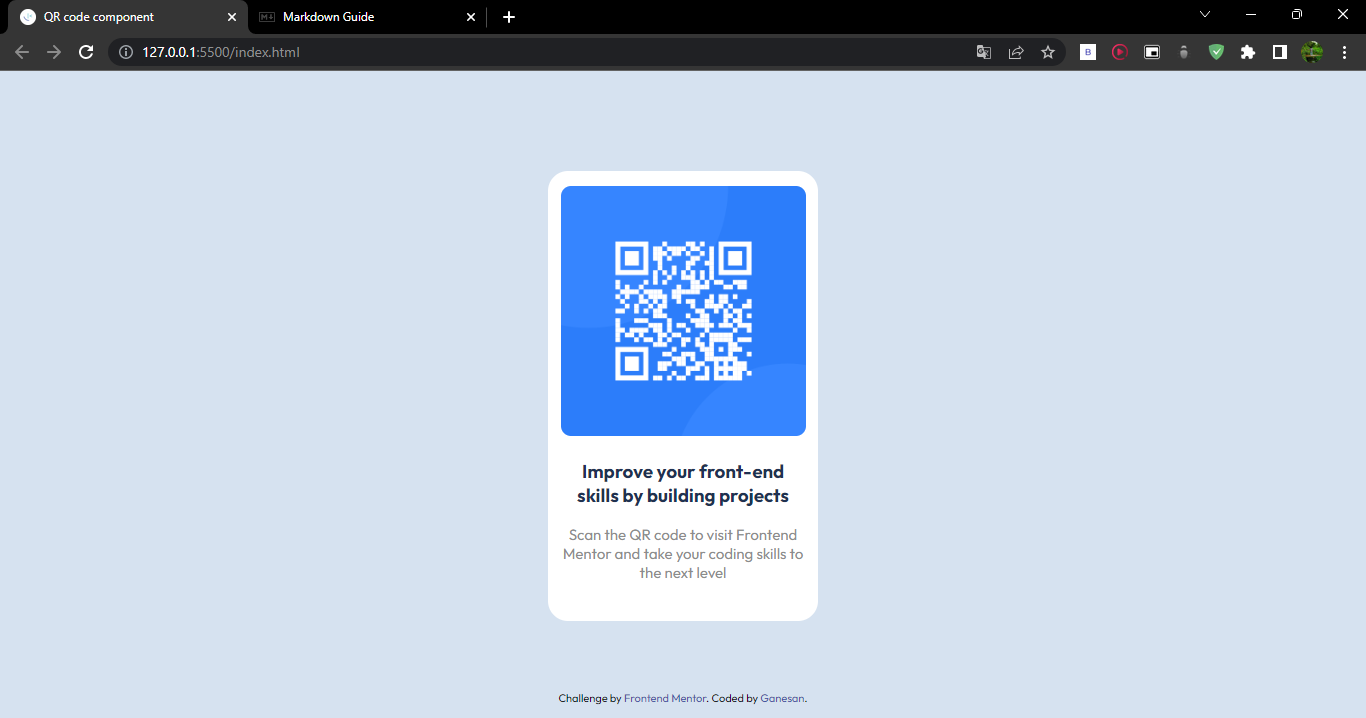 QR code component
Markdown Guide
127.0.0.1:5500/index.html
B
Improve your front-end
skills by building projects
Scan the QR code to visit Frontend
Mentor and take your coding skills to
the next level
Challenge by Frontend Mentor. Coded by Ganesan.